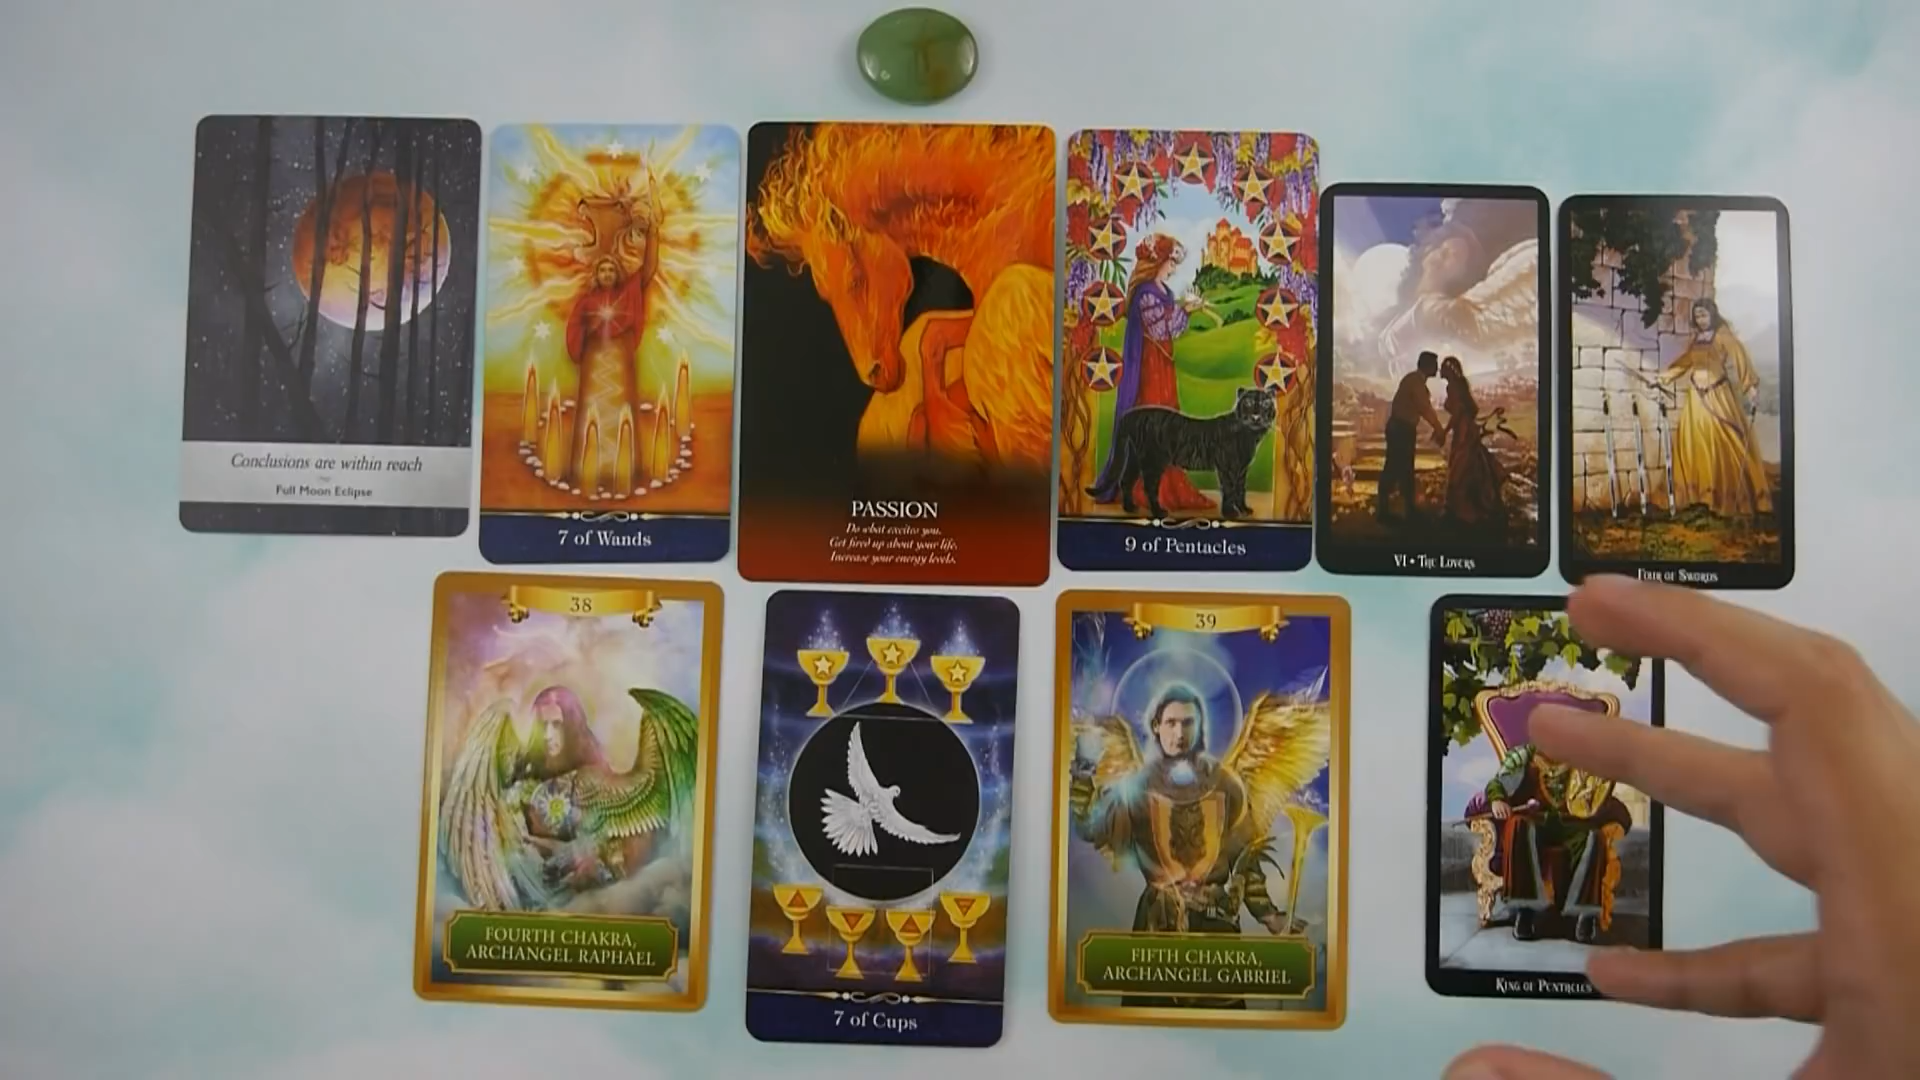 Conclusions are within reach
Full Moon Eclipse
7 of Wands
PASSION
Do what excites you.
Get fired up about your life.
Increase your energy levels.
9 of Pentacles
VI • The Lovers
Four of Swords
38
FOURTH CHAKRA,
ARCHANGEL RAPHAEL
7 of Cups
39
FIFTH CHAKRA,
ARCHANGEL GABRIEL
King of Pentacles